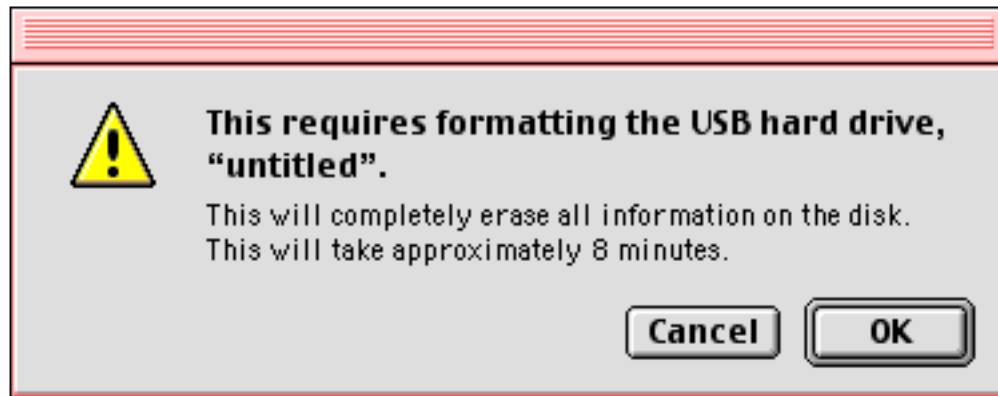 This requires formatting the USB hard drive,
“untitled”.
This will completely erase all information on the disk.
This will take approximately 8 minutes.
Cancel OK